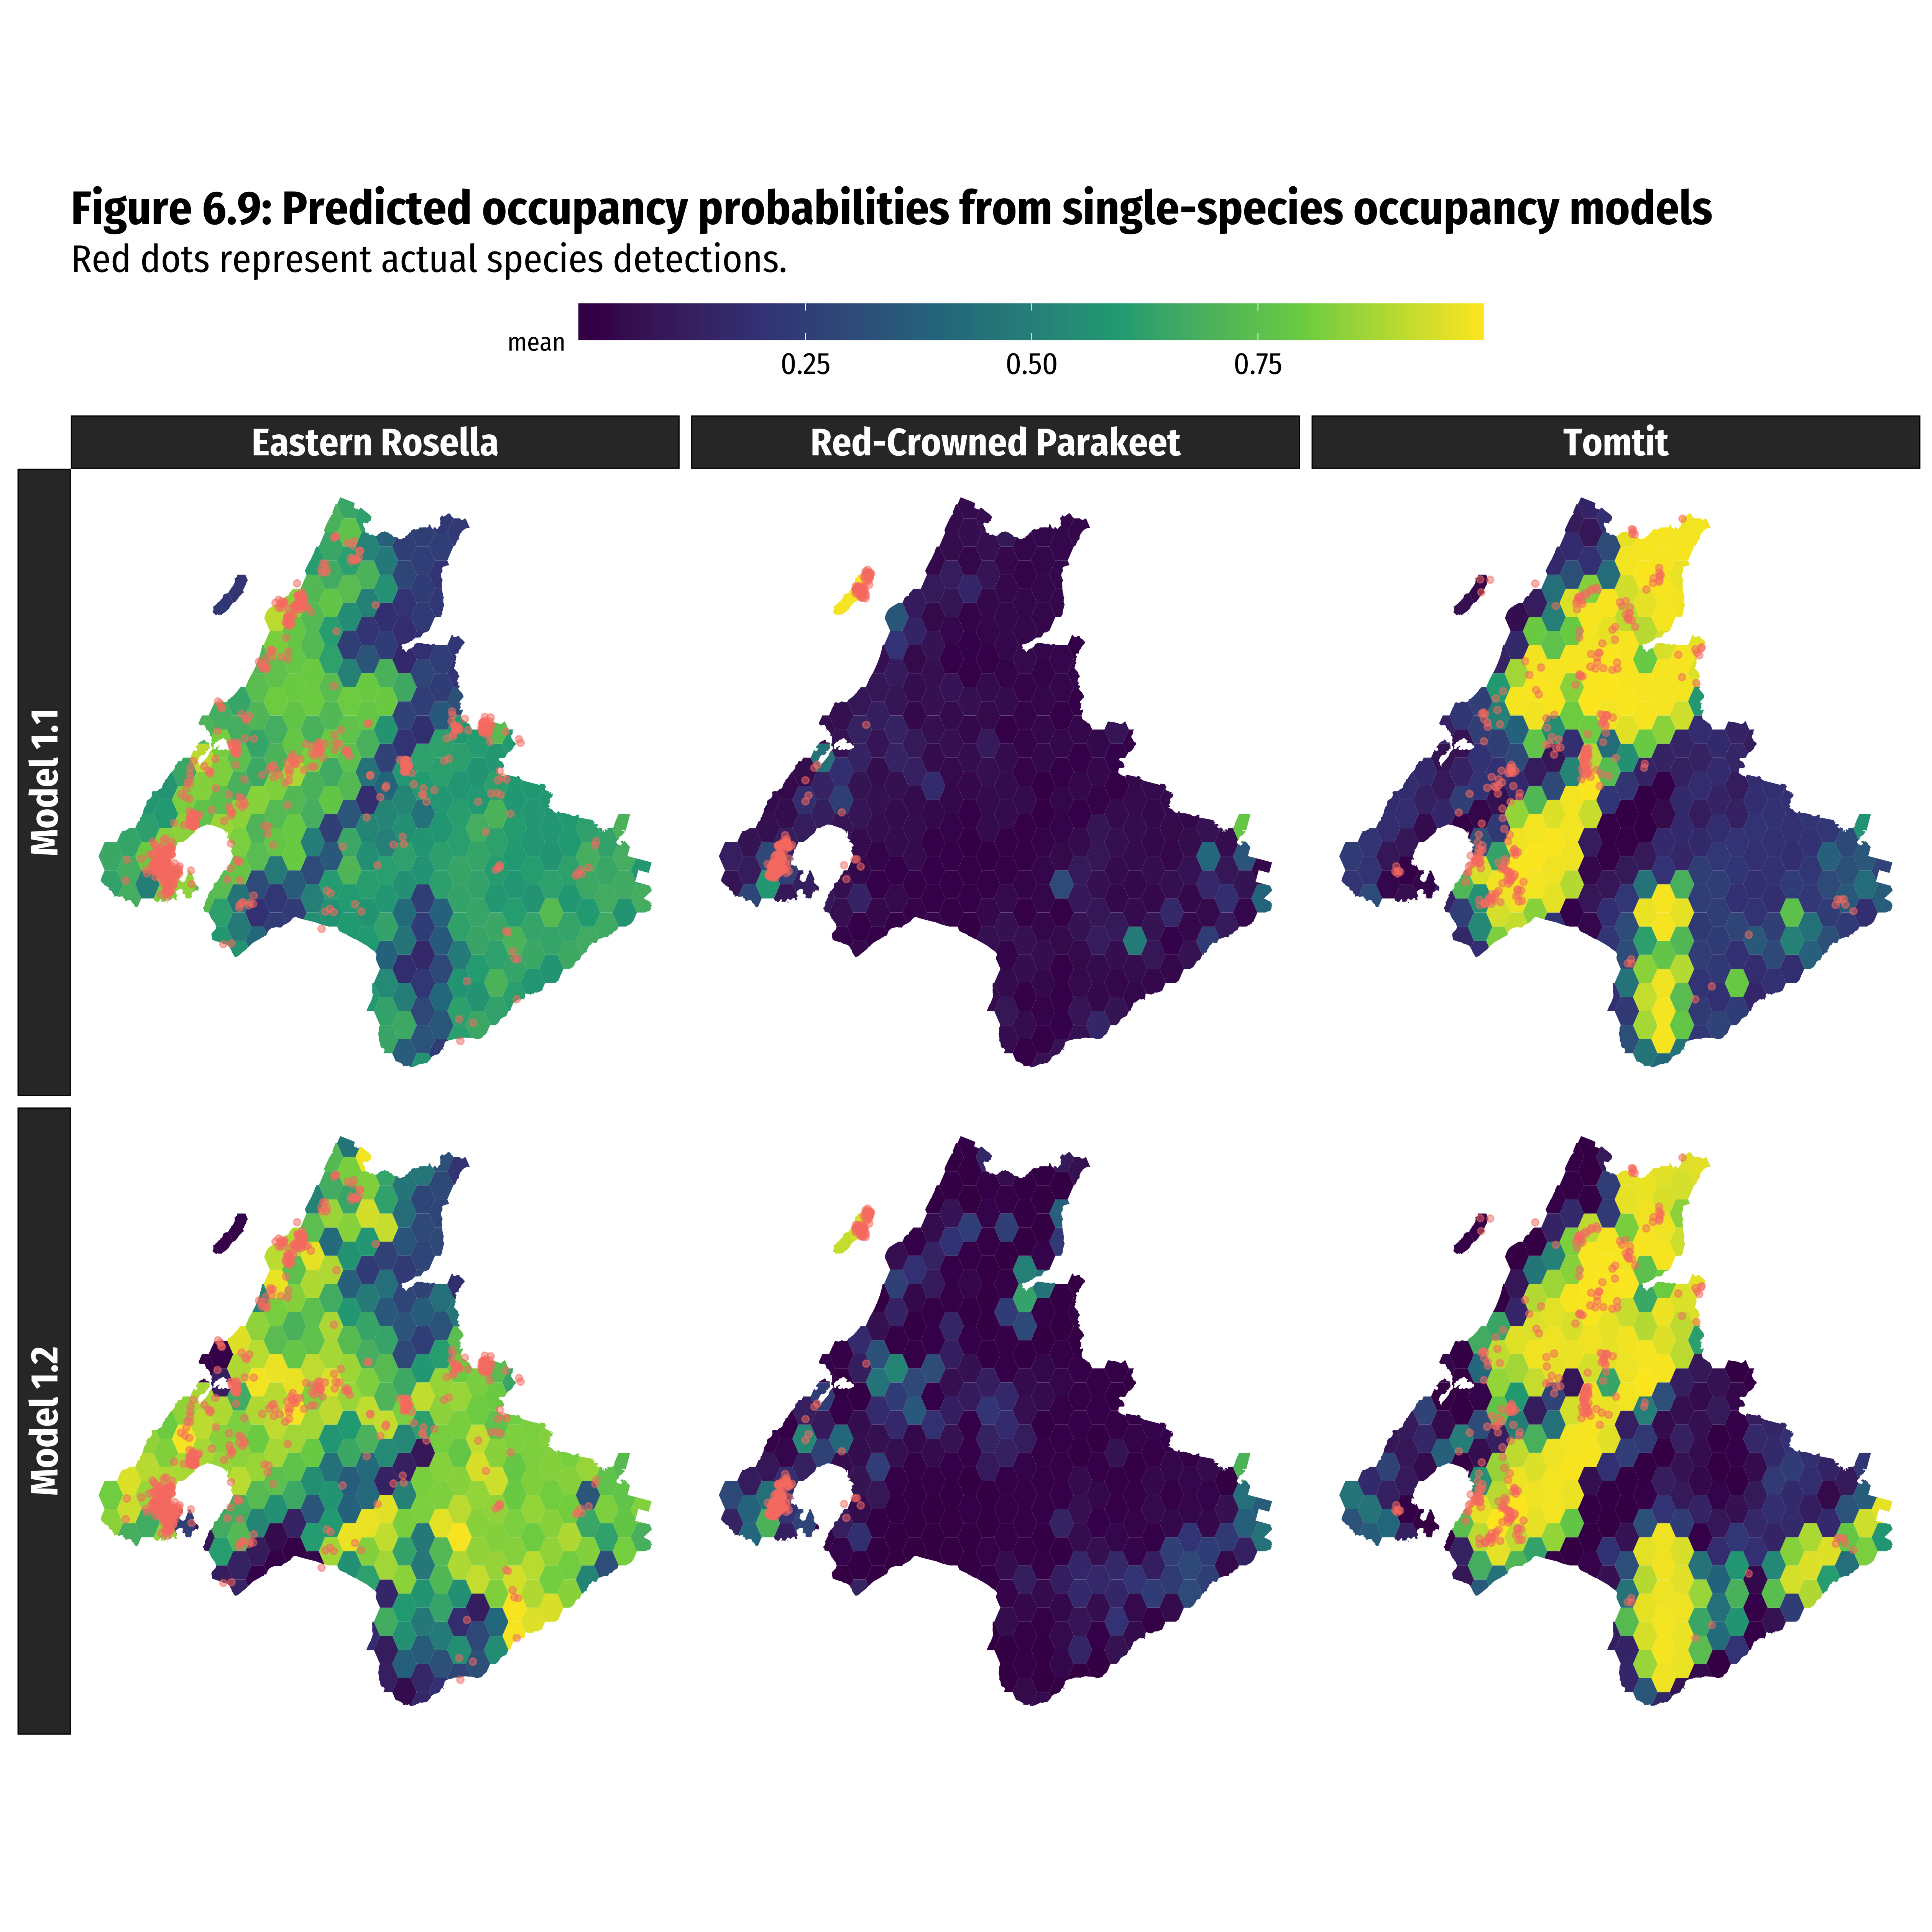 Figure 6.9: Predicted occupancy probabilities from single-species occupancy models
Red dots represent actual species detections.
mean
0.25 0.50 0.75
Eastern Rosella Red-Crowned Parakeet Tomtit
Model 1.1
Model 1.2